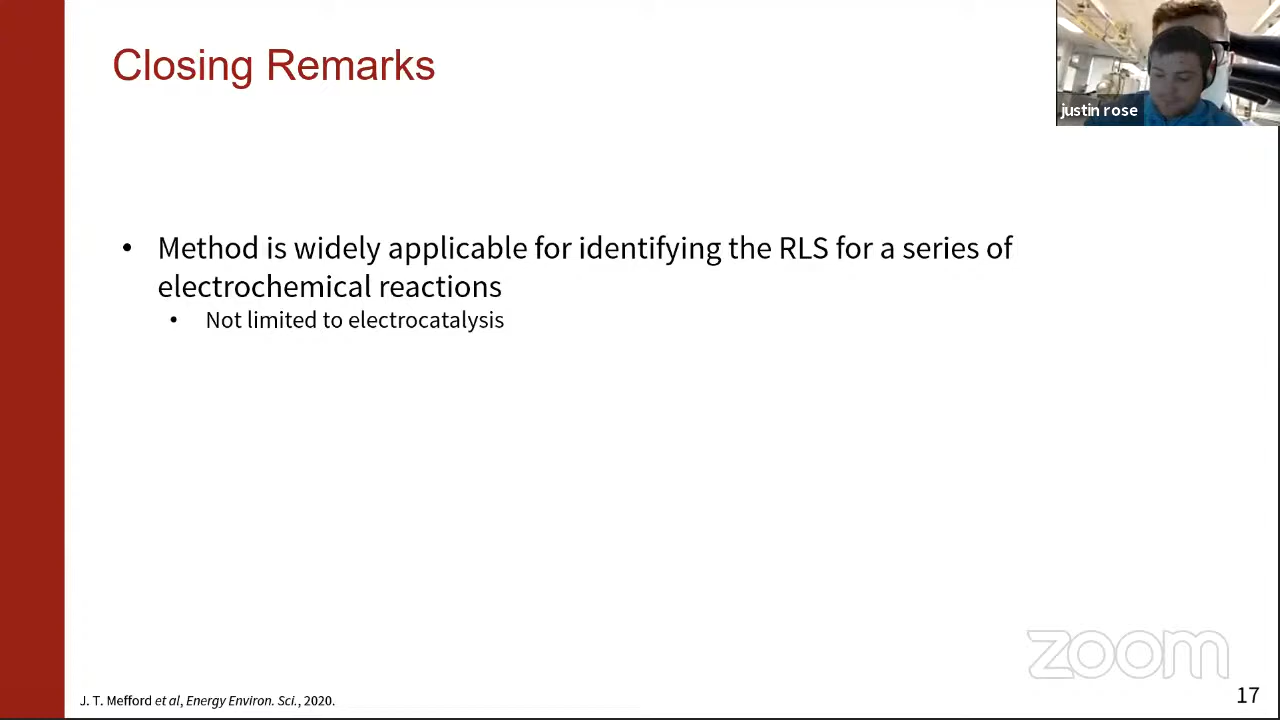 Closing Remarks
justin rose
• Method is widely applicable for identifying the RLS for a series of
electrochemical reactions
• Not limited to electrocatalysis
zoom
J. T. Mefford et al, Energy Environ. Sci., 2020.
17